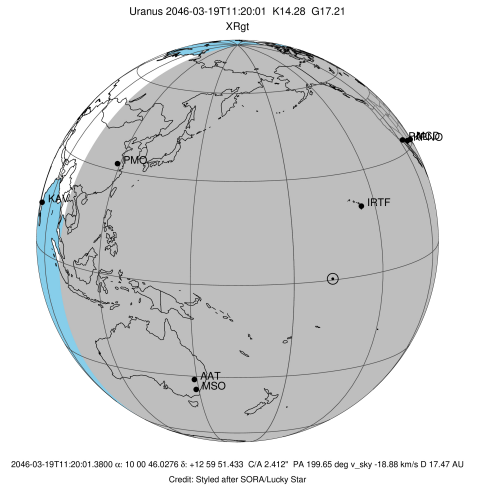 Uranus 2046-03-19T11:20:01  K14.28  G17.21
XRgt
PMO
KAV
IRTF
AAT
MSO
2046-03-19T11:20:01.3800 α: 10 00 46.0276 δ: +12 59 51.433  C/A 2.412"  PA 199.65 deg v_sky -18.88 km/s D 17.47 AU
Credit: Styled after SORA/Lucky Star